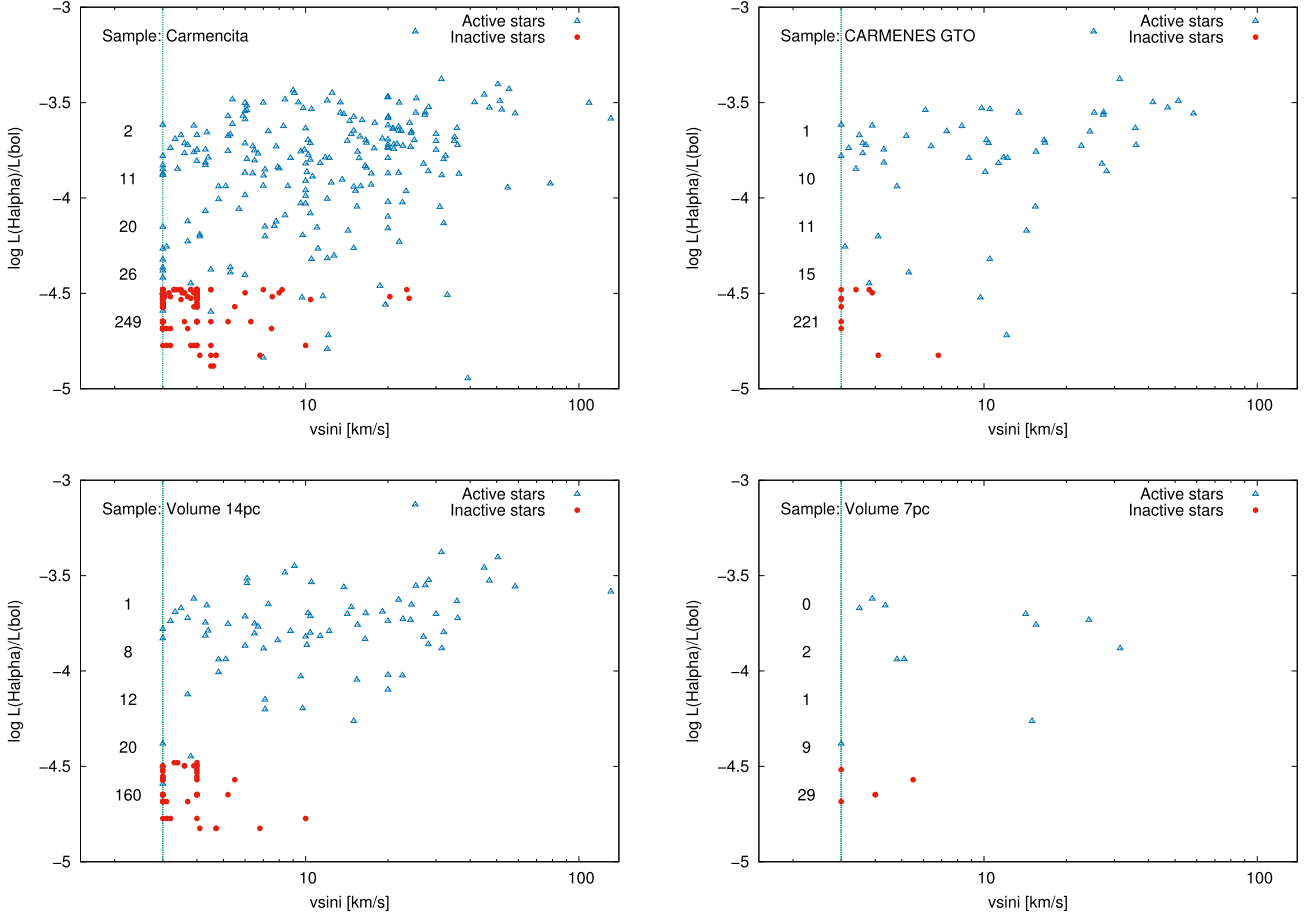 −3
−3.5
−4
−4.5
−5
10
100
log L(Halpha)/L(bol)
vsini [km/s]
Sample: Carmencita
Active stars
Inactive stars
2
11
20
26
249
−3
−3.5
−4
−4.5
−5
10
100
log L(Halpha)/L(bol)
vsini [km/s]
Sample: CARMENES GTO
Active stars
Inactive stars
1
10
11
15
221
−3
−3.5
−4
−4.5
−5
10
100
log L(Halpha)/L(bol)
vsini [km/s]
Sample: Volume 14pc
Active stars
Inactive stars
1
8
12
20
160
−3
−3.5
−4
−4.5
−5
10
100
log L(Halpha)/L(bol)
vsini [km/s]
Sample: Volume 7pc
Active stars
Inactive stars
0
2
1
9
29